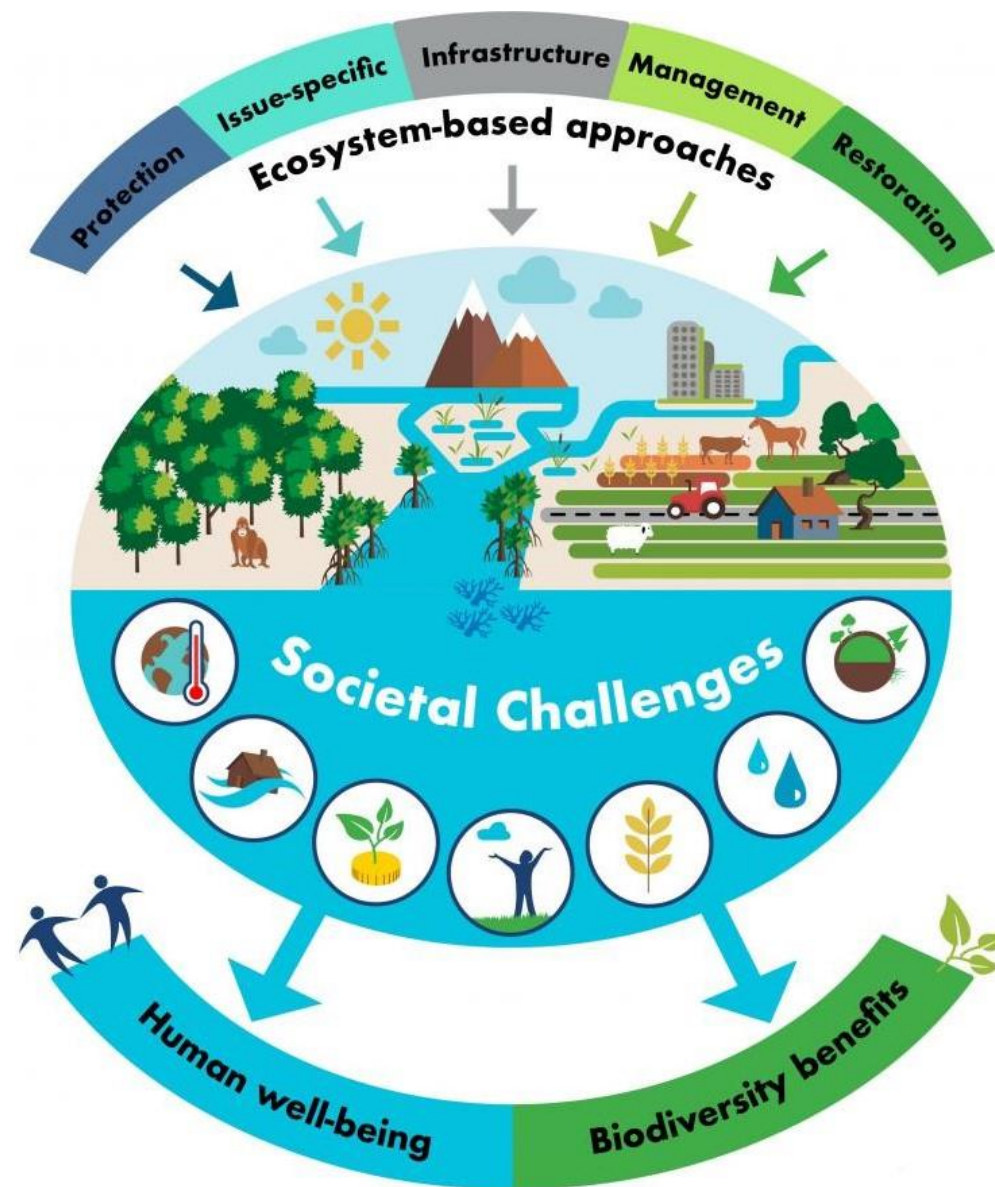 Protection
Issue-specific
Infrastructure
Management
Restoration
Ecosystem-based approaches
Societal Challenges
Human well-being
Biodiversity benefits